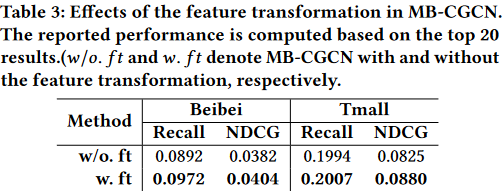 Table 3: Effects of the feature transformation in MB-CGCN.
The reported performance is computed based on the top 20
results.(w/o. ft and w. ft denote MB-CGCN with and without
the feature transformation, respectively.
Method Beibei Tmall
Recall NDCG Recall NDCG
w/o. ft 0.0892 0.0382 0.1994 0.0825
w. ft 0.0972 0.0404 0.2007 0.0880